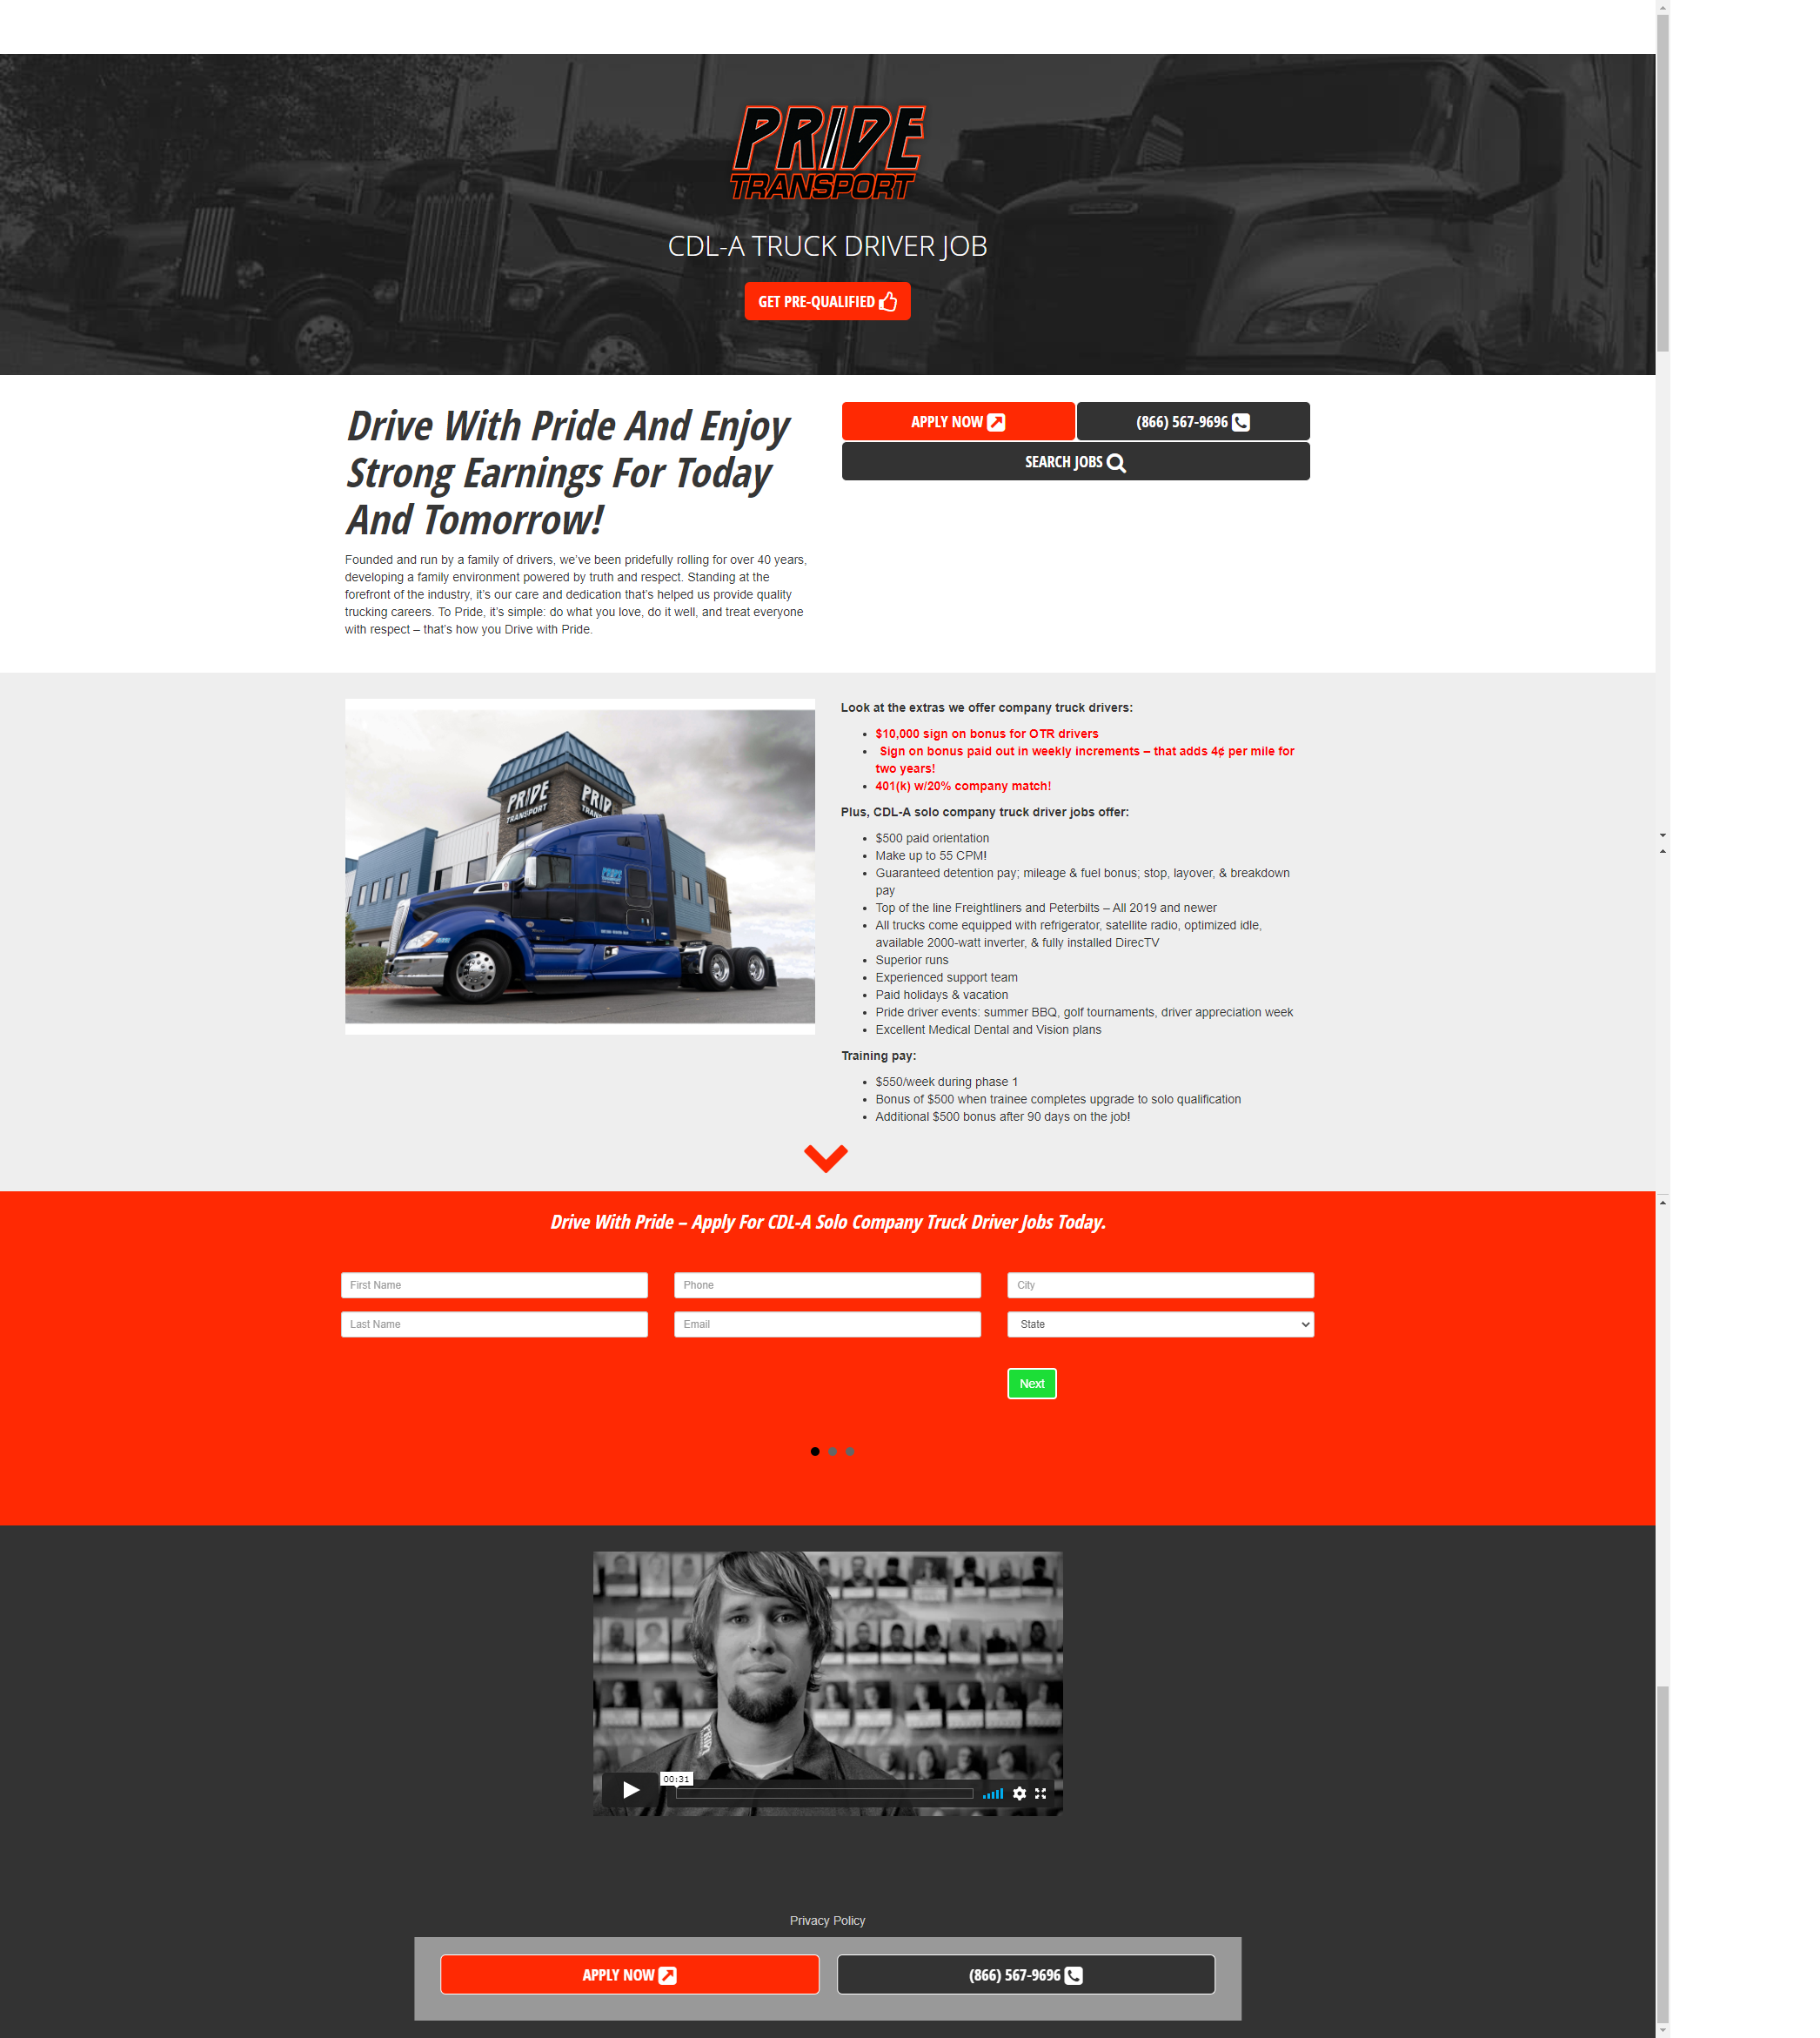 PRIDE
TRANSPORT
CDL-A TRUCK DRIVER JOB
GET PRE-QUALIFIED
Drive With Pride And Enjoy
Strong Earnings For Today
And Tomorrow!
APPLY NOW
(866) 567-9696
SEARCH JOBS
Founded and run by a family of drivers, we’ve been pridefully rolling for over 40 years,
developing a family environment powered by truth and respect. Standing at the
forefront of the industry, it’s our care and dedication that’s helped us provide quality
trucking careers. To Pride, it’s simple: do what you love, do it well, and treat everyone
with respect – that’s how you Drive with Pride.
PRIDE
TRANSPORT
PRIDE
TRANSPORT
Look at the extras we offer company truck drivers:
$10,000 sign on bonus for OTR drivers
Sign on bonus paid out in weekly increments – that adds 4¢ per mile for
two years!
401(k) w/20% company match!
Plus, CDL-A solo company truck driver jobs offer:
$500 paid orientation
Make up to 55 CPM!
Guaranteed detention pay; mileage & fuel bonus; stop, layover, & breakdown
pay
Top of the line Freightliners and Peterbilts – All 2019 and newer
All trucks come equipped with refrigerator, satellite radio, optimized idle,
available 2000-watt inverter, & fully installed DirecTV
Superior runs
Experienced support team
Paid holidays & vacation
Pride driver events: summer BBQ, golf tournaments, driver appreciation week
Excellent Medical Dental and Vision plans
Training pay:
$550/week during phase 1
Bonus of $500 when trainee completes upgrade to solo qualification
Additional $500 bonus after 90 days on the job!
Drive With Pride – Apply For CDL-A Solo Company Truck Driver Jobs Today.
First Name
Phone
City
Last Name
Email
State
Next
00:31
Privacy Policy
APPLY NOW
(866) 567-9696